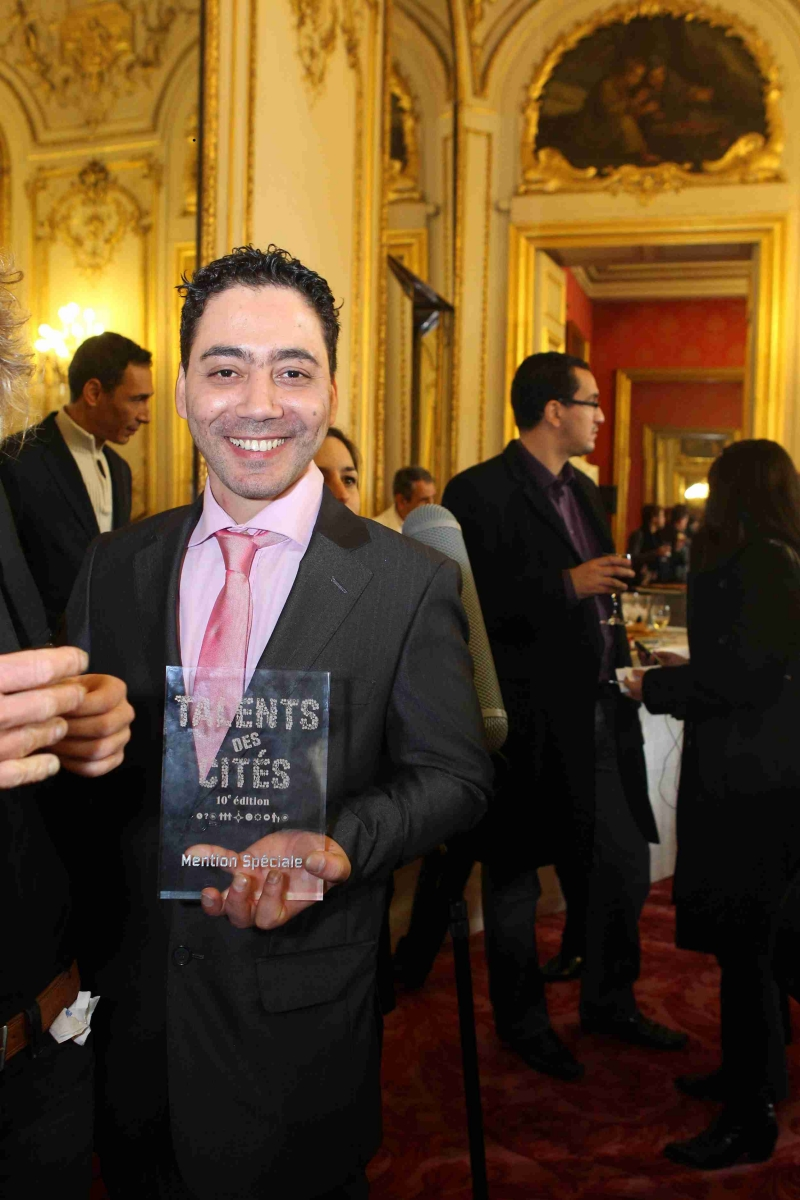 TALENTS
DES
CITÉS
10e édition
Mention Spéciale